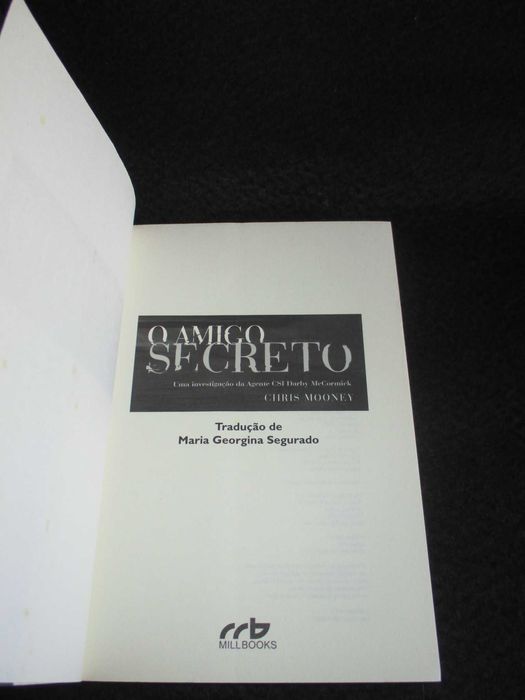 O AMIGO
SECRETO
Uma investigação da Agente CSI Darby McCormick
CHRIS MOONEY
Tradução de
Maria Georgina Segurado
mb
MILLBOOKS